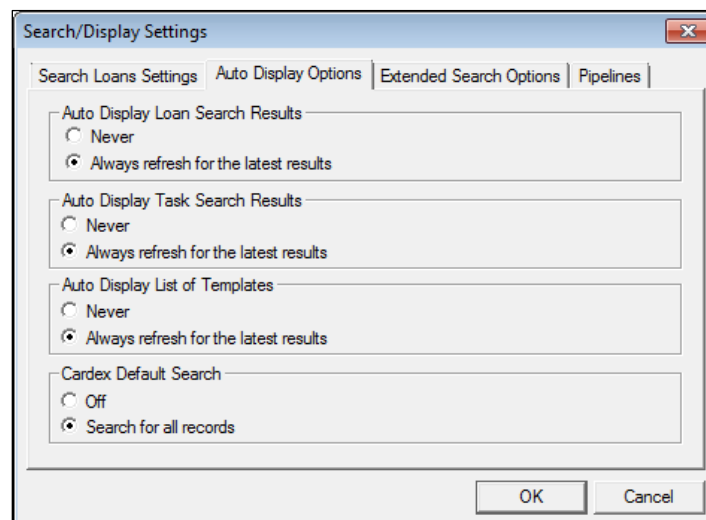 Search/Display Settings
Search Loans Settings Auto Display Options Extended Search Options Pipelines
Auto Display Loan Search Results
Never
Always refresh for the latest results
Auto Display Task Search Results
Never
Always refresh for the latest results
Auto Display List of Templates
Never
Always refresh for the latest results
Cardex Default Search
Off
Search for all records
OK Cancel